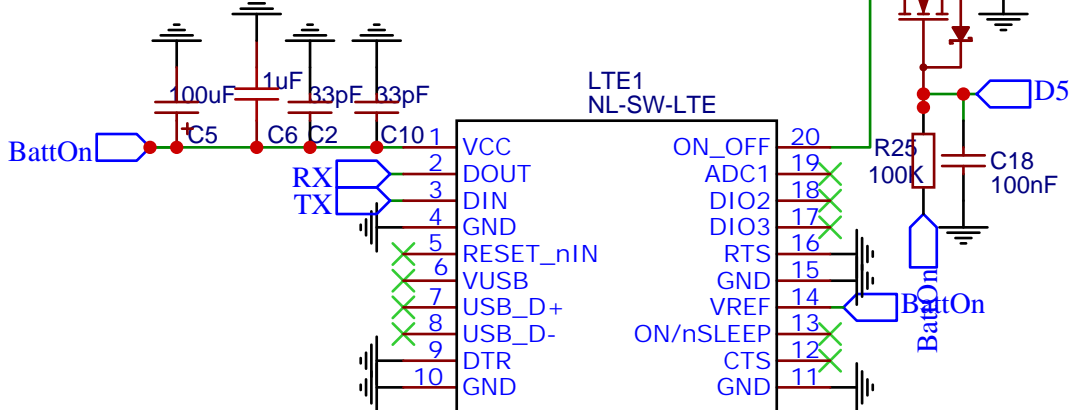 100uF
1uF
33pF
33pF
+
C5
C6
C2
C10
BattOn
RX
TX
LTE1
NL-SW-LTE
1 VCC
2 DOUT
3 DIN
4 GND
5 RESET_nIN
6 VUSB
7 USB_D+
8 USB_D-
9 DTR
10 GND
ON_OFF 20
ADC1 19
DIO2 18
DIO3 17
RTS 16
GND 15
VREF 14
ON/nSLEEP 13
CTS 12
GND 11
BattOn
D5
R25
100K
C18
100nF
BattOn